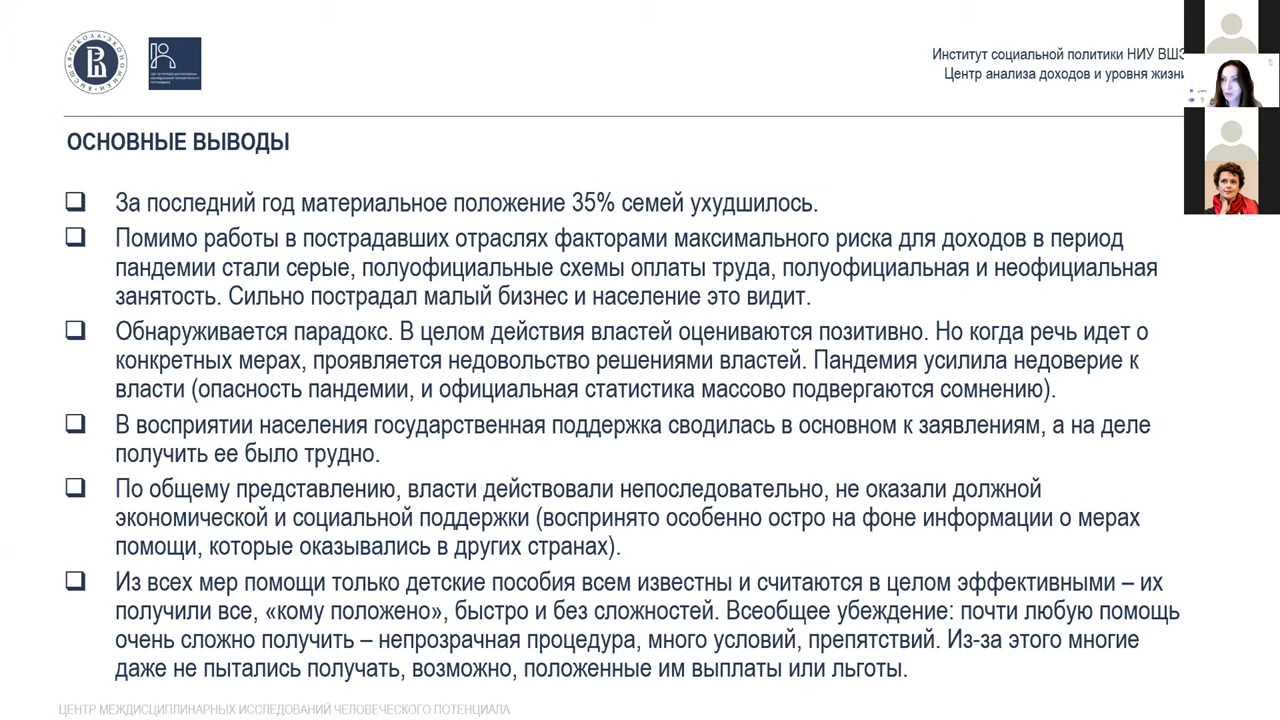 Институт социальной политики НИУ ВШЭ
Центр анализа доходов и уровня жизни
ОСНОВНЫЕ ВЫВОДЫ
За последний год материальное положение 35% семей ухудшилось.
Помимо работы в пострадавших отраслях факторами максимального риска для доходов в период
пандемии стали серые, полуофициальные схемы оплаты труда, полуофициальная и неофициальная
занятость. Сильно пострадал малый бизнес и население это видит.
Обнаруживается парадокс. В целом действия властей оцениваются позитивно. Но когда речь идет о
конкретных мерах, проявляется недовольство решениями властей. Пандемия усилила недоверие к
власти (опасность пандемии, и официальная статистика массово подвергаются сомнению).
В восприятии населения государственная поддержка сводилась в основном к заявлениям, а на деле
получить ее было трудно.
По общему представлению, власти действовали непоследовательно, не оказали должной
экономической и социальной поддержки (воспринято особенно остро на фоне информации о мерах
помощи, которые оказывались в других странах).
Из всех мер помощи только детские пособия всем известны и считаются в целом эффективными – их
получили все, «кому положено», быстро и без сложностей. Всеобщее убеждение: почти любую помощь
очень сложно получить – непрозрачная процедура, много условий, препятствий. Из-за этого многие
даже не пытались получать, возможно, положенные им выплаты или льготы.
ЦЕНТР МЕЖДИСЦИПЛИНАРНЫХ ИССЛЕДОВАНИЙ ЧЕЛОВЕЧЕСКОГО ПОТЕНЦИАЛА